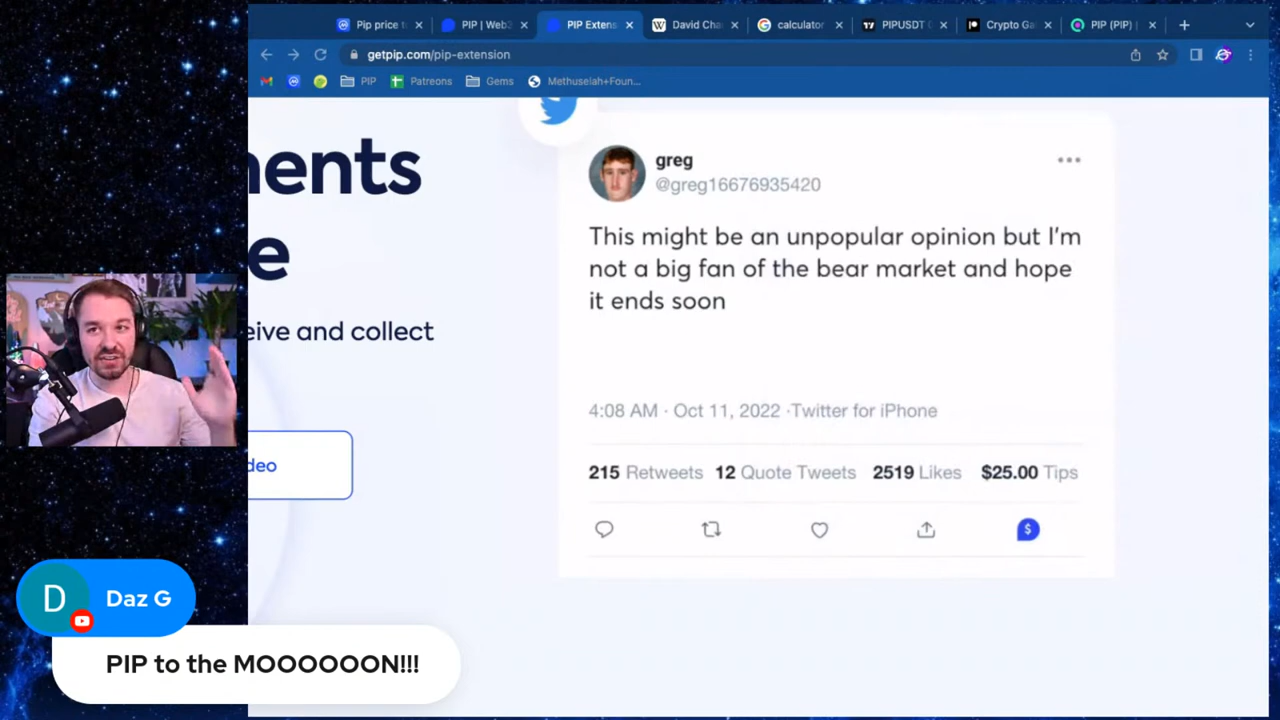 Pip price t
PIP | Web3
PIP Extens
David Cha
calculator
PIPUSDT
Crypto Ga
PIP (PIP) |
getpip.com/pip-extension
PIP
Patreons
Gems
Methuselah+Foun...
nents
e
eive and collect
deo
greg
@greg16676935420
This might be an unpopular opinion but I'm
not a big fan of the bear market and hope
it ends soon
4:08 AM · Oct 11, 2022 ·Twitter for iPhone
215 Retweets 12 Quote Tweets 2519 Likes $25.00 Tips
$
D
Daz G
PIP to the MOOOOOON!!!